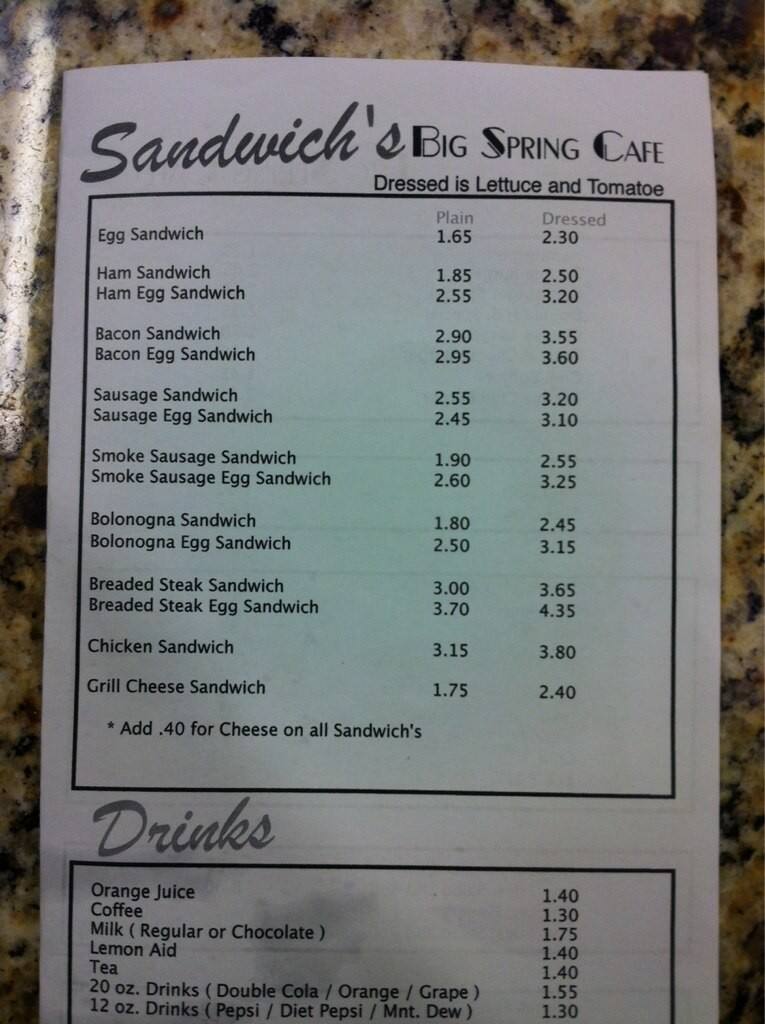 Sandwich's BIG SPRING CAFE
Dressed is Lettuce and Tomatoe
Plain Dressed
Egg Sandwich 1.65 2.30
Ham Sandwich 1.85 2.50
Ham Egg Sandwich 2.55 3.20
Bacon Sandwich 2.90 3.55
Bacon Egg Sandwich 2.95 3.60
Sausage Sandwich 2.55 3.20
Sausage Egg Sandwich 2.45 3.10
Smoke Sausage Sandwich 1.90 2.55
Smoke Sausage Egg Sandwich 2.60 3.25
Bolonogna Sandwich 1.80 2.45
Bolonogna Egg Sandwich 2.50 3.15
Breaded Steak Sandwich 3.00 3.65
Breaded Steak Egg Sandwich 3.70 4.35
Chicken Sandwich 3.15 3.80
Grill Cheese Sandwich 1.75 2.40
* Add .40 for Cheese on all Sandwich's
Drinks
Orange Juice 1.40
Coffee 1.30
Milk ( Regular or Chocolate ) 1.75
Lemon Aid 1.40
Tea 1.40
20 oz. Drinks ( Double Cola / Orange / Grape ) 1.55
12 oz. Drinks ( Pepsi / Diet Pepsi / Mnt. Dew ) 1.30